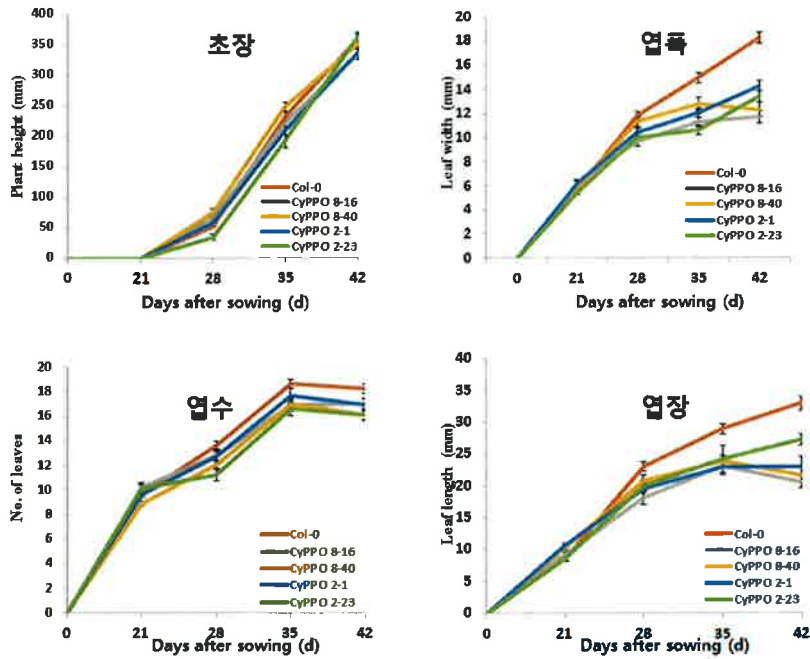 초장
Plant height (mm)
400
350
300
250
200
150
100
50
0
0 21 28 35 42
Days after sowing (d)
Col-0
CyPPO 8-16
CyPPO 8-40
CyPPO 2-1
CyPPO 2-23
엽폭
Leaf width (mm)
20
18
16
14
12
10
8
6
4
2
0
0 21 28 35 42
Days after sowing (d)
Col-0
CyPPO 8-16
CyPPO 8-40
CyPPO 2-1
CyPPO 2-23
엽수
No. of leaves
20
18
16
14
12
10
8
6
4
2
0
0 21 28 35 42
Days after sowing (d)
Col-0
CyPPO 8-16
CyPPO 8-40
CyPPO 2-1
CyPPO 2-23
엽장
Leaf length (mm)
40
35
30
25
20
15
10
5
0
0 21 28 35 42
Days after sowing (d)
Col-0
CyPPO 8-16
CyPPO 8-40
CyPPO 2-1
CyPPO 2-23